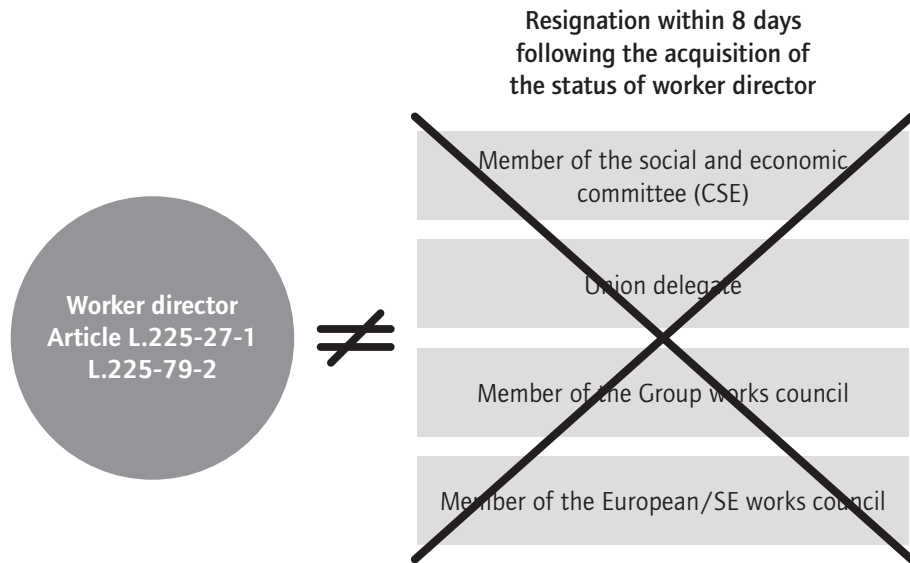 Resignation within 8 days
following the acquisition of
the status of worker director
Member of the social and economic
committee (CSE)
Union delegate
Worker director
Article L.225-27-1
L.225-79-2
≠
Member of the Group works council
Member of the European/SE works council